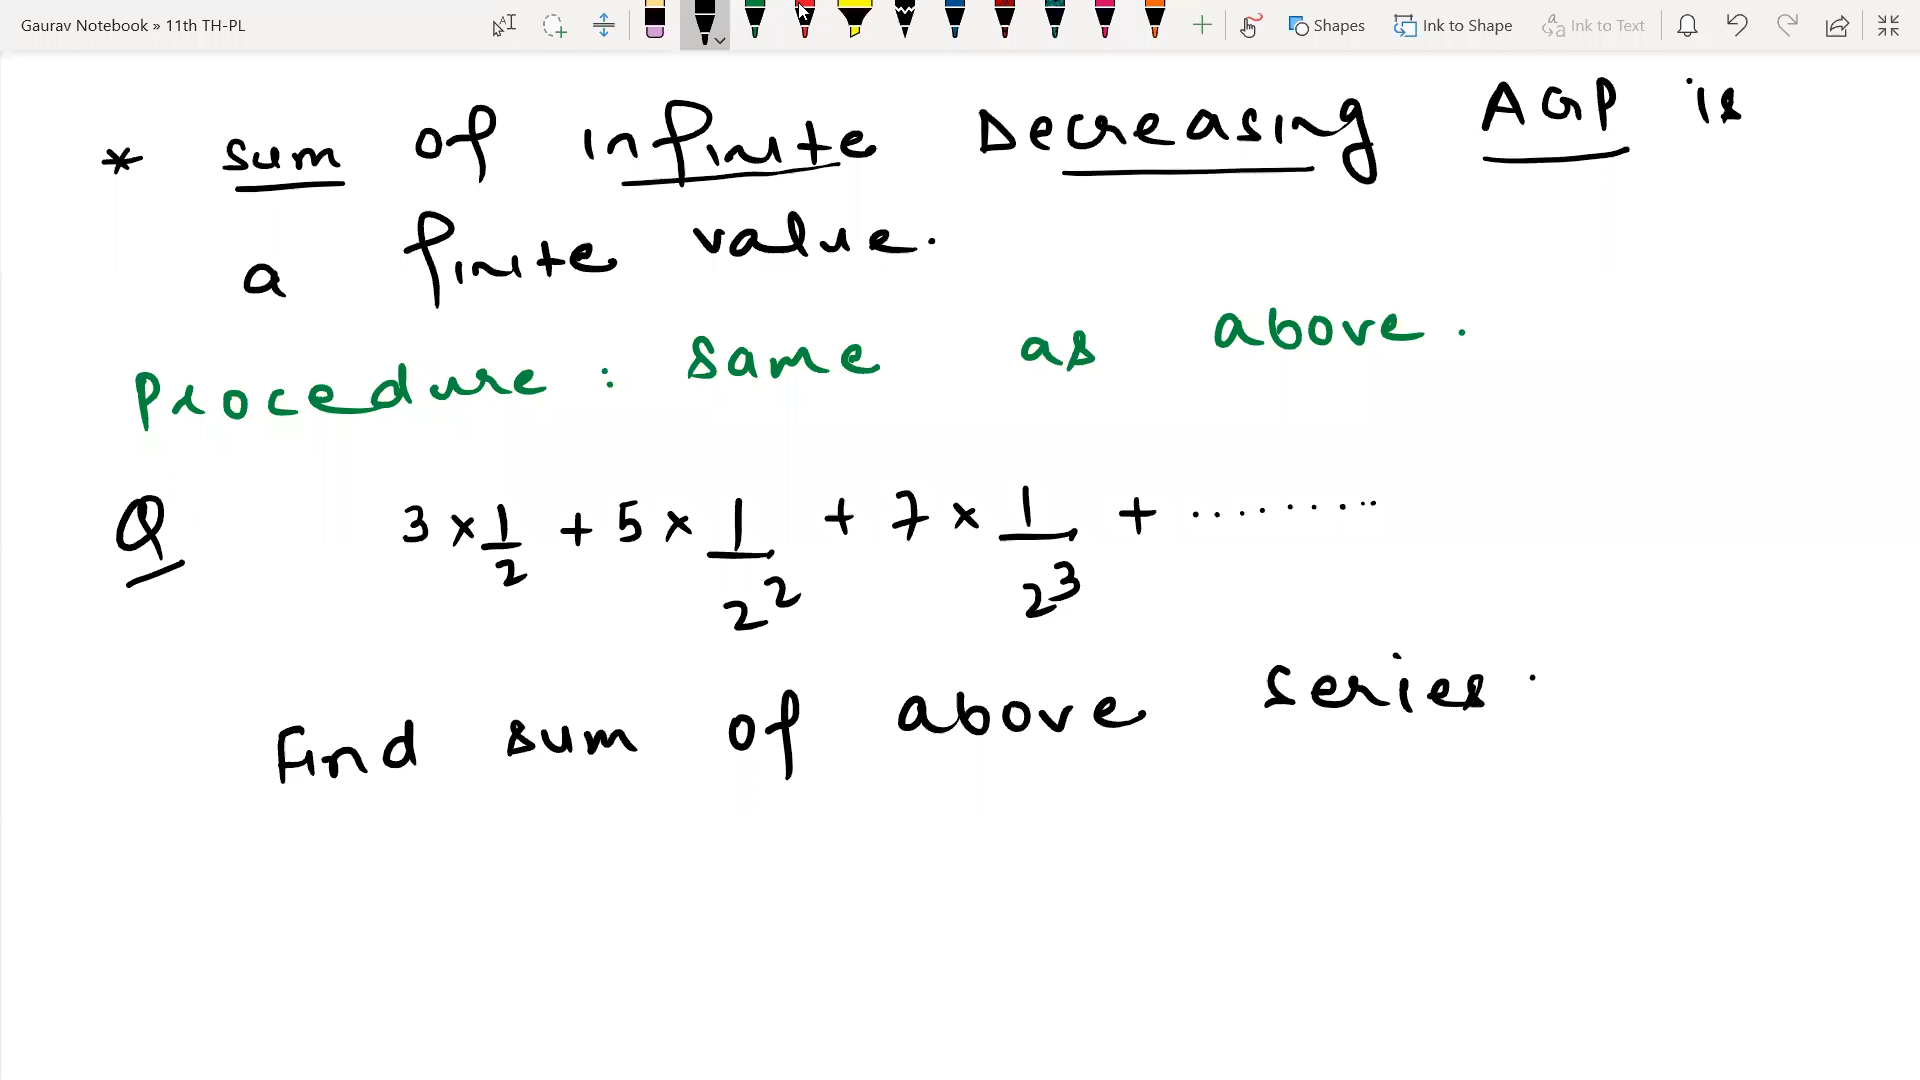 Gaurav Notebook » 11th TH-PL
Shapes Ink to Shape Ink to Text
* Sum of infinite Decreasing AGP is
a finite value.
Procedure : same as above.
Q 3 × 1/2 + 5 × 1/2² + 7 × 1/2³ + .........
Find sum of above series.